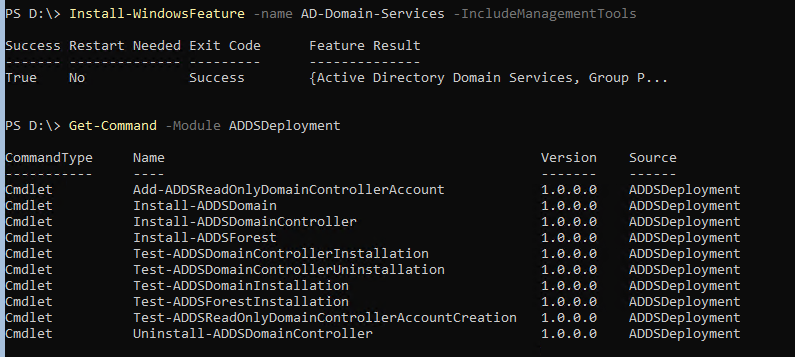 PS D:\> Install-WindowsFeature -name AD-Domain-Services -IncludeManagementTools
Success Restart Needed Exit Code      Feature Result
------- -------------- ---------      --------------
True    No             Success        {Active Directory Domain Services, Group P...
PS D:\> Get-Command -Module ADDSDeployment
CommandType     Name                                               Version    Source
-----------     ----                                               -------    ------
Cmdlet          Add-ADDSReadOnlyDomainControllerAccount            1.0.0.0    ADDSDeployment
Cmdlet          Install-ADDSDomain                                 1.0.0.0    ADDSDeployment
Cmdlet          Install-ADDSDomainController                       1.0.0.0    ADDSDeployment
Cmdlet          Install-ADDSForest                                 1.0.0.0    ADDSDeployment
Cmdlet          Test-ADDSDomainControllerInstallation              1.0.0.0    ADDSDeployment
Cmdlet          Test-ADDSDomainControllerUninstallation            1.0.0.0    ADDSDeployment
Cmdlet          Test-ADDSDomainInstallation                        1.0.0.0    ADDSDeployment
Cmdlet          Test-ADDSForestInstallation                        1.0.0.0    ADDSDeployment
Cmdlet          Test-ADDSReadOnlyDomainControllerAccountCreation   1.0.0.0    ADDSDeployment
Cmdlet          Uninstall-ADDSDomainController                     1.0.0.0    ADDSDeployment